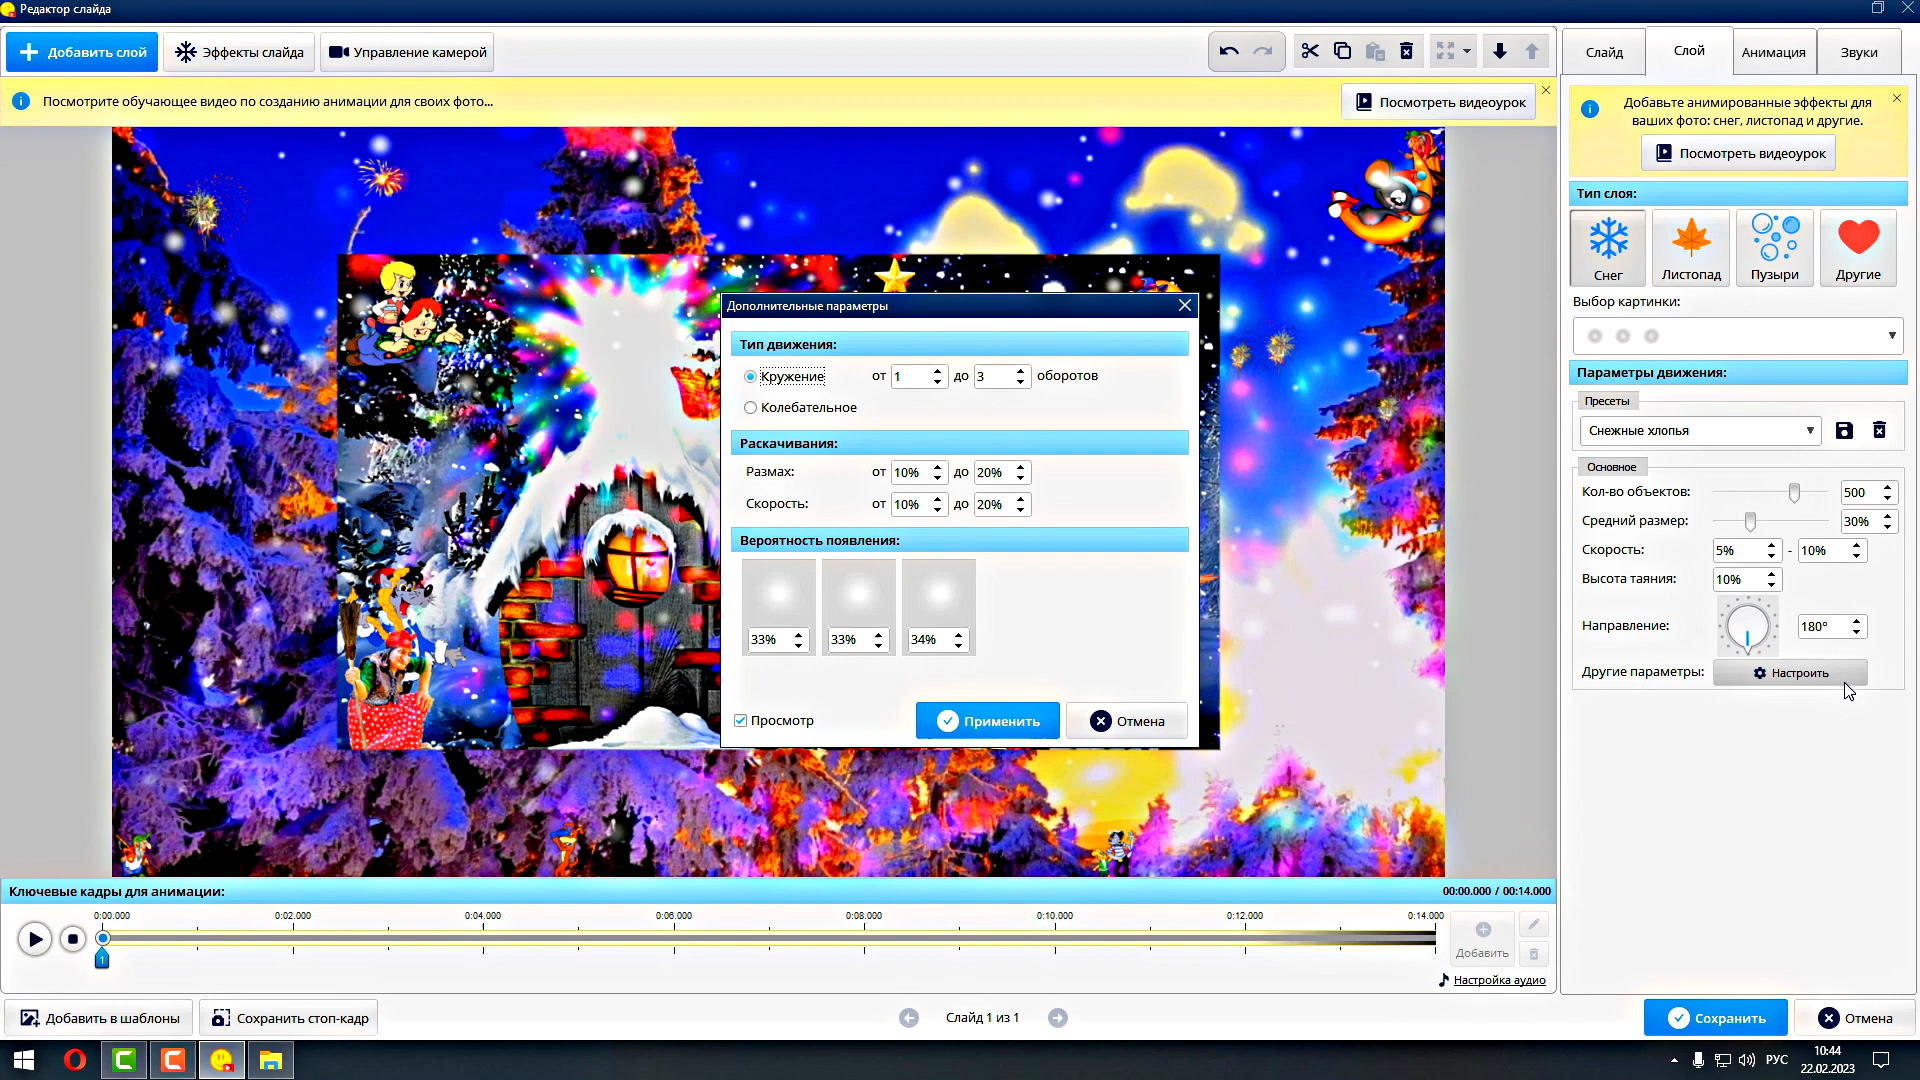 Редактор слайда
Добавить слой
Эффекты слайда
Управление камерой
Слайд
Слой
Анимация
Звуки
Посмотрите обучающее видео по созданию анимации для своих фото...
Посмотреть видеоурок
Добавьте анимированные эффекты для
ваших фото: снег, листопад и другие.
Посмотреть видеоурок
Тип слоя:
Снег
Листопад
Пузыри
Другие
Выбор картинки:
Параметры движения:
Пресеты
Снежные хлопья
Основное
Кол-во объектов:
500
Средний размер:
30%
Скорость:
5%
-
10%
Высота таяния:
10%
Направление:
180°
Другие параметры:
Настроить
Дополнительные параметры
Тип движения:
Кружение
от
1
до
3
оборотов
Колебательное
Раскачивания:
Размах:
от
10%
до
20%
Скорость:
от
10%
до
20%
Вероятность появления:
33%
33%
34%
Просмотр
Применить
Отмена
Ключевые кадры для анимации:
00:00.000 / 00:14.000
0:00.000
0:02.000
0:04.000
0:06.000
0:08.000
0:10.000
0:12.000
0:14.000
1
Добавить
Настройка аудио
Добавить в шаблоны
Сохранить стоп-кадр
Слайд 1 из 1
Сохранить
Отмена
РУС
10:44
22.02.2023